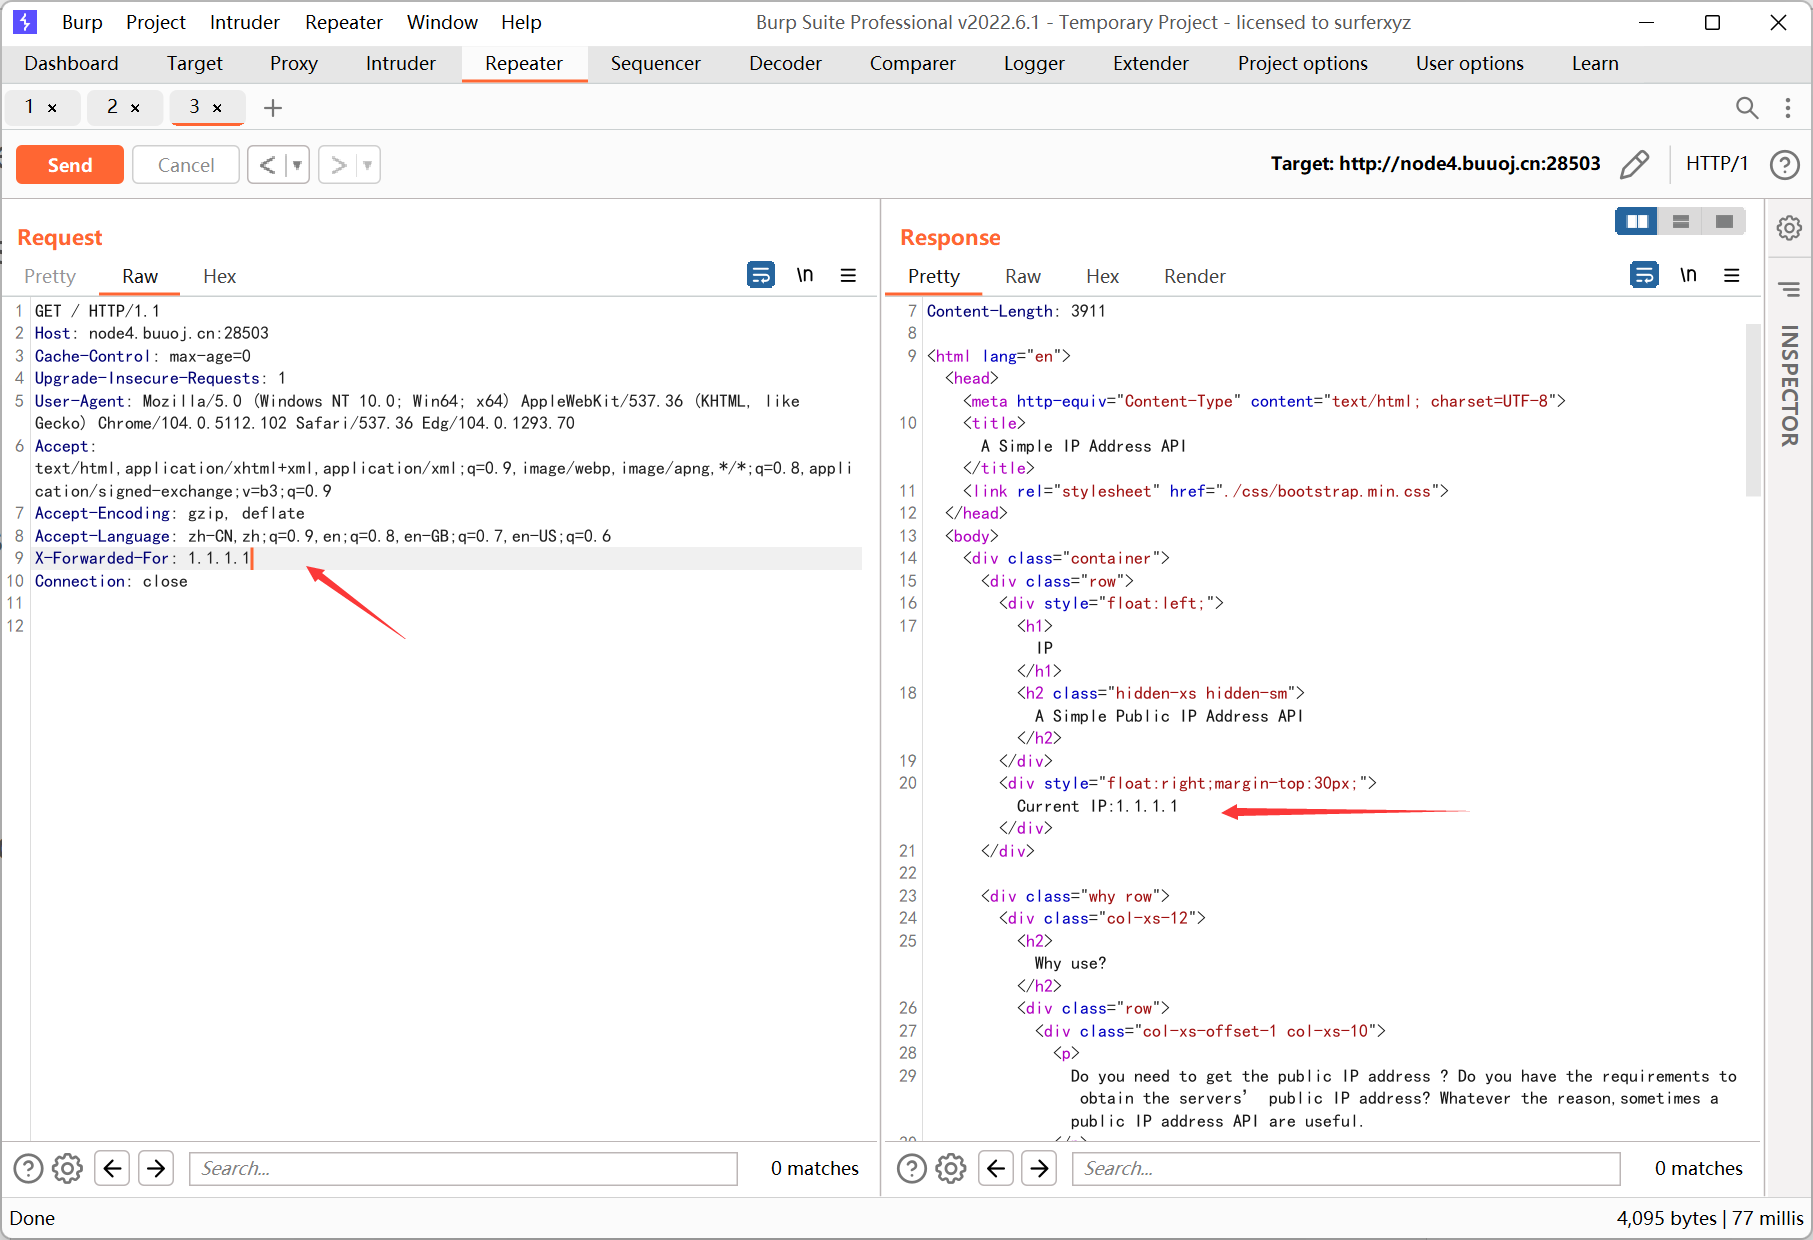 Burp Project Intruder Repeater Window Help Burp Suite Professional v2022.6.1 - Temporary Project - licensed to surferxyz
Dashboard Target Proxy Intruder Repeater Sequencer Decoder Comparer Logger Extender Project options User options Learn
1 × 2 × 3 × +
Send Cancel < > Target: http://node4.buuoj.cn:28503 HTTP/1 ?
Request
Pretty Raw Hex \n
1 GET / HTTP/1.1
2 Host: node4.buuoj.cn:28503
3 Cache-Control: max-age=0
4 Upgrade-Insecure-Requests: 1
5 User-Agent: Mozilla/5.0 (Windows NT 10.0; Win64; x64) AppleWebKit/537.36 (KHTML, like
Gecko) Chrome/104.0.5112.102 Safari/537.36 Edg/104.0.1293.70
6 Accept:
text/html,application/xhtml+xml,application/xml;q=0.9,image/webp,image/apng,*/*;q=0.8,appli
cation/signed-exchange;v=b3;q=0.9
7 Accept-Encoding: gzip, deflate
8 Accept-Language: zh-CN,zh;q=0.9,en;q=0.8,en-GB;q=0.7,en-US;q=0.6
9 X-Forwarded-For: 1.1.1.1
10 Connection: close
11
12
? Search... 0 matches
Response
Pretty Raw Hex Render \n
7 Content-Length: 3911
8
9 <html lang="en">
<head>
<meta http-equiv="Content-Type" content="text/html; charset=UTF-8">
10 <title>
A Simple IP Address API
</title>
11 <link rel="stylesheet" href="./css/bootstrap.min.css">
12 </head>
13 <body>
14 <div class="container">
15 <div class="row">
16 <div style="float:left;">
17 <h1>
IP
</h1>
18 <h2 class="hidden-xs hidden-sm">
A Simple Public IP Address API
</h2>
19 </div>
20 <div style="float:right;margin-top:30px;">
Current IP:1.1.1.1
</div>
21 </div>
22
23 <div class="why row">
24 <div class="col-xs-12">
25 <h2>
Why use?
</h2>
26 <div class="row">
27 <div class="col-xs-offset-1 col-xs-10">
28 <p>
29 Do you need to get the public IP address ? Do you have the requirements to
obtain the servers’ public IP address? Whatever the reason,sometimes a
public IP address API are useful.
? Search... 0 matches
INSPECTOR
Done 4,095 bytes | 77 millis